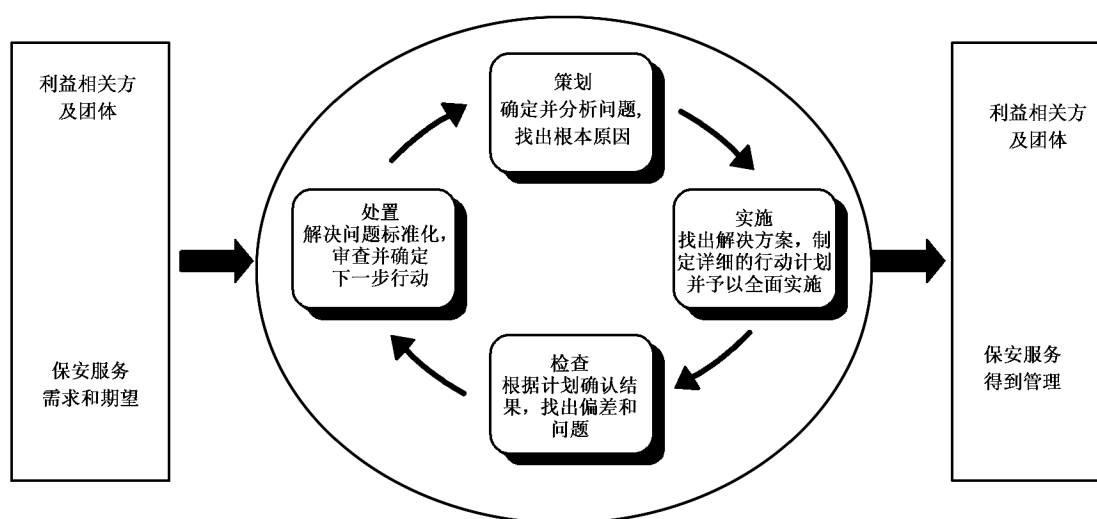 利益相关方
及团体
保安服务
需求和期望
策划
确定并分析问题，
找出根本原因
处置
解决问题标准化，
审查并确定
下一步行动
实施
找出解决方案，制
定详细的行动计划
并予以全面实施
检查
根据计划确认结
果，找出偏差和
问题
利益相关方
及团体
保安服务
得到管理